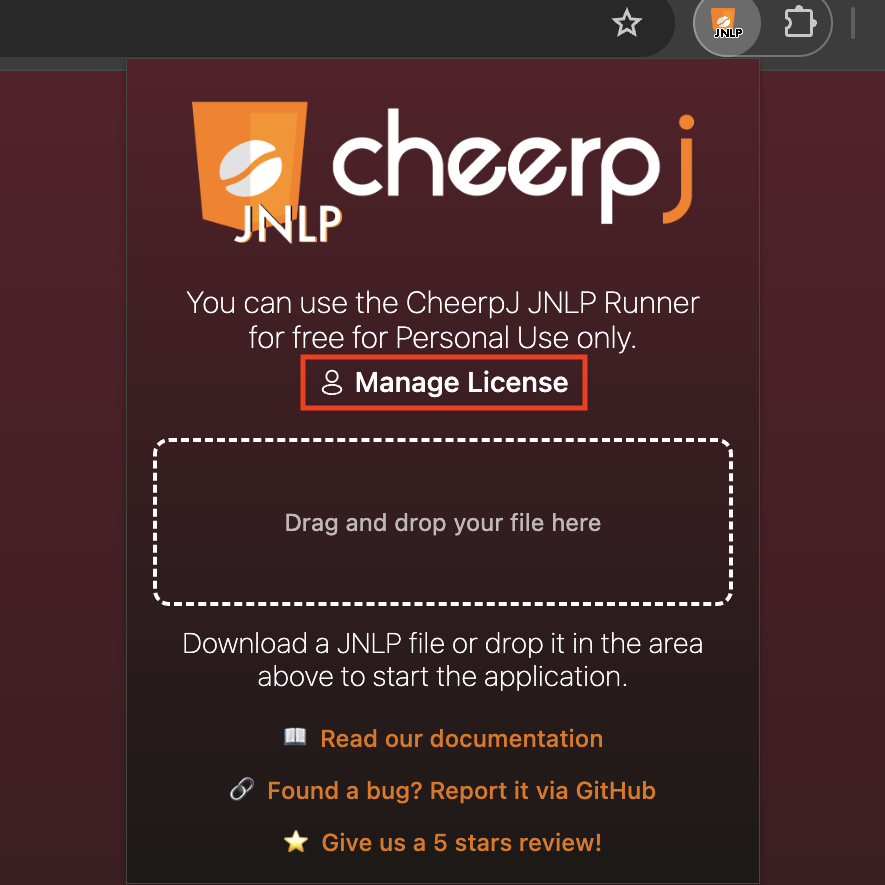 JNLP
cheerpj
JNLP
You can use the CheerpJ JNLP Runner
for free for Personal Use only.
Manage License
Drag and drop your file here
Download a JNLP file or drop it in the area
above to start the application.
Read our documentation
Found a bug? Report it via GitHub
Give us a 5 stars review!